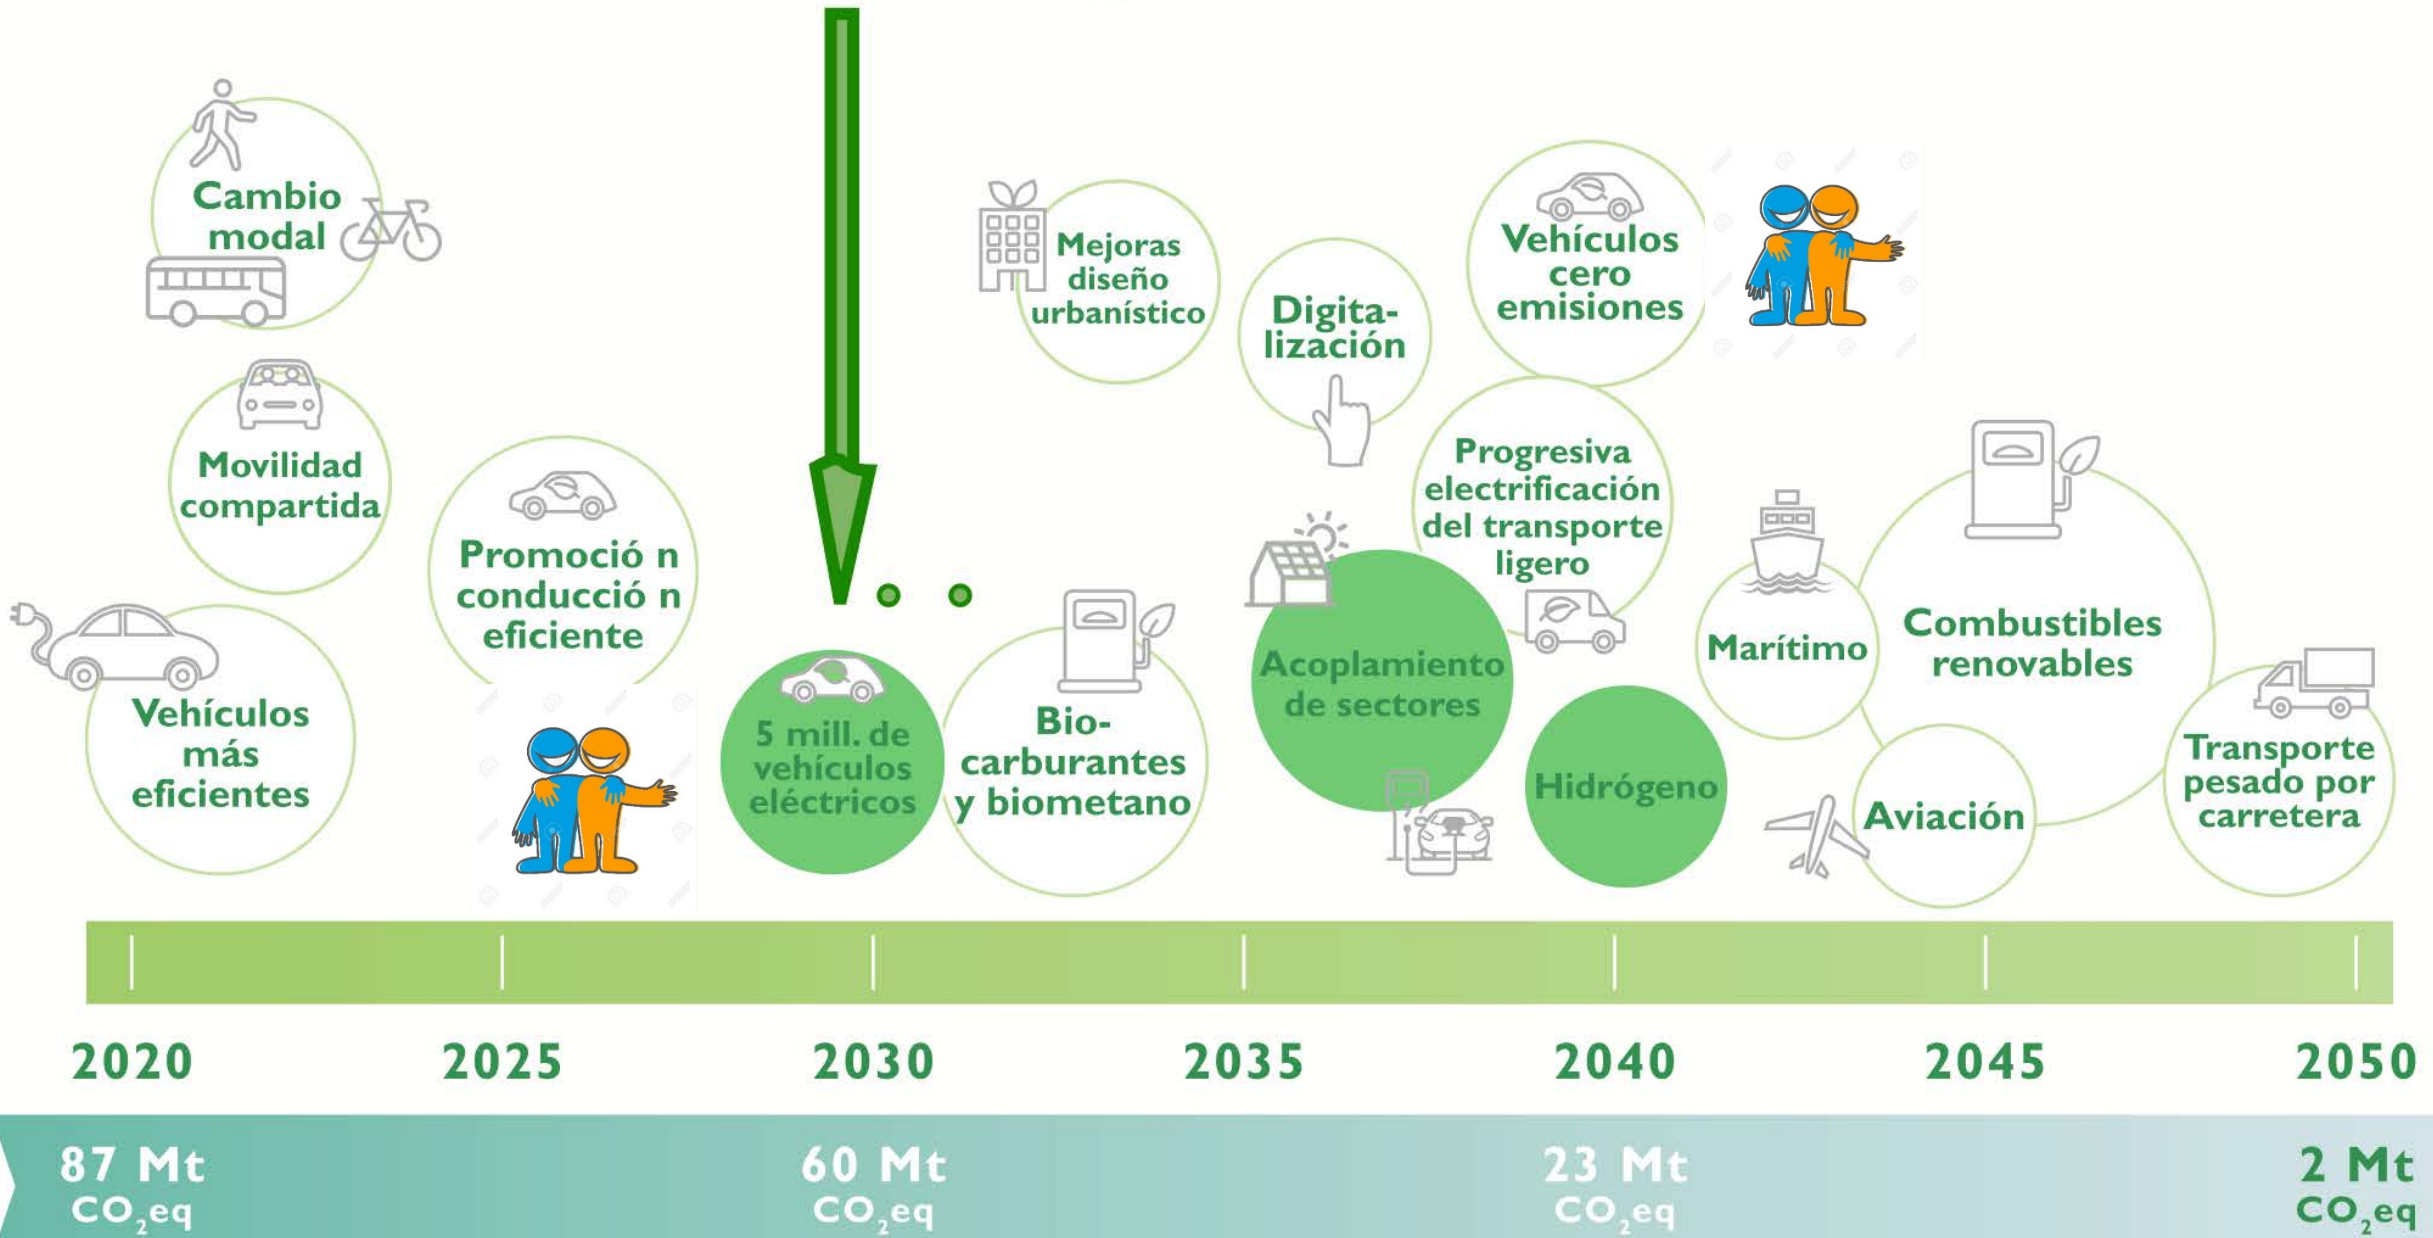 Cambio
modal
Movilidad
compartida
Vehículos
más
eficientes
Promoció n
conducció n
eficiente
5 mill. de
vehículos
eléctricos
Bio-
carburantes
y biometano
Mejoras
diseño
urbanístico
Digita-
lización
Vehículos
cero
emisiones
Progresiva
electrificación
del transporte
ligero
Acoplamiento
de sectores
Hidrógeno
Marítimo
Combustibles
renovables
Aviación
Transporte
pesado por
carretera
2020 2025 2030 2035 2040 2045 2050
87 Mt 60 Mt 23 Mt 2 Mt
CO₂eq CO₂eq CO₂eq CO₂eq